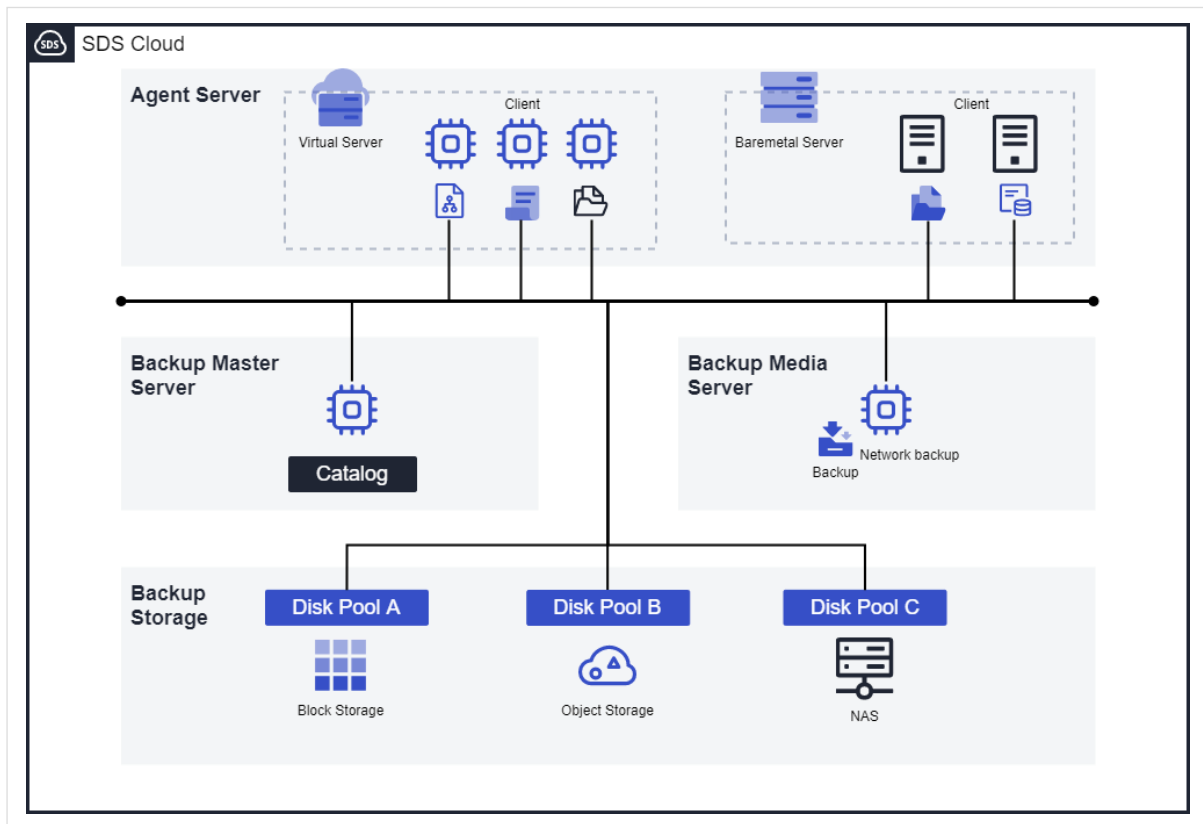 SDS
SDS Cloud
Agent Server
Virtual Server
Client
Baremetal Server
Client
Backup Master
Server
Catalog
Backup Media
Server
Network backup
Backup
Backup
Storage
Disk Pool A
Disk Pool B
Disk Pool C
Block Storage
Object Storage
NAS